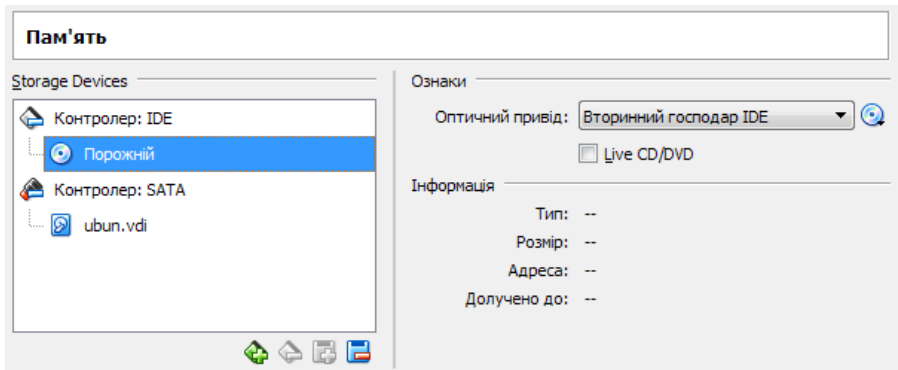 Пам'ять
Storage Devices
Контролер: IDE
Порожній
Контролер: SATA
ubun.vdi
Ознаки
Оптичний привід: Вторинний господар IDE
Live CD/DVD
Інформація
Тип: --
Розмір: --
Адреса: --
Долучено до: --